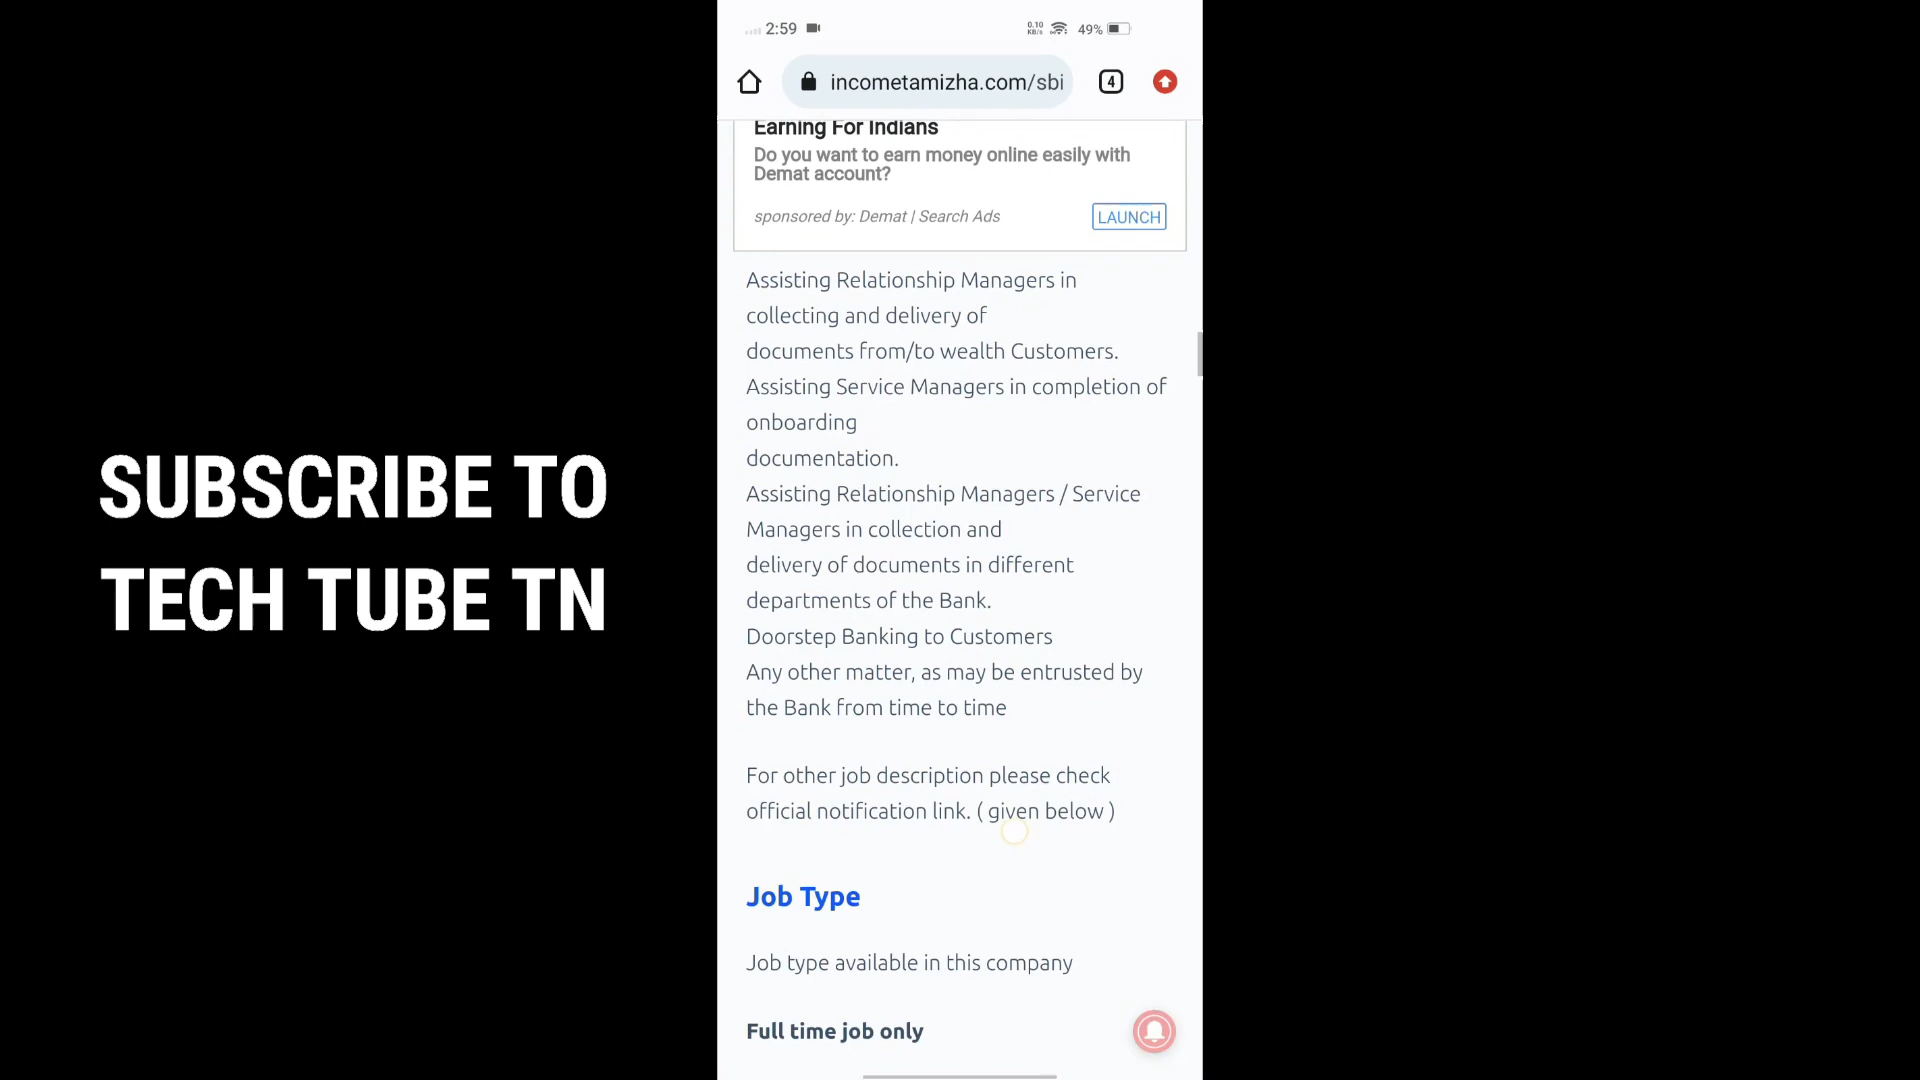 2:59
0.10
KB/s
49%
incometamizha.com/sbi
4
Earning For Indians
Do you want to earn money online easily with
Demat account?
sponsored by: Demat | Search Ads
LAUNCH
Assisting Relationship Managers in
collecting and delivery of
documents from/to wealth Customers.
Assisting Service Managers in completion of
onboarding
documentation.
Assisting Relationship Managers / Service
Managers in collection and
delivery of documents in different
departments of the Bank.
Doorstep Banking to Customers
Any other matter, as may be entrusted by
the Bank from time to time
For other job description please check
official notification link. ( given below )
Job Type
Job type available in this company
Full time job only
SUBSCRIBE TO
TECH TUBE TN